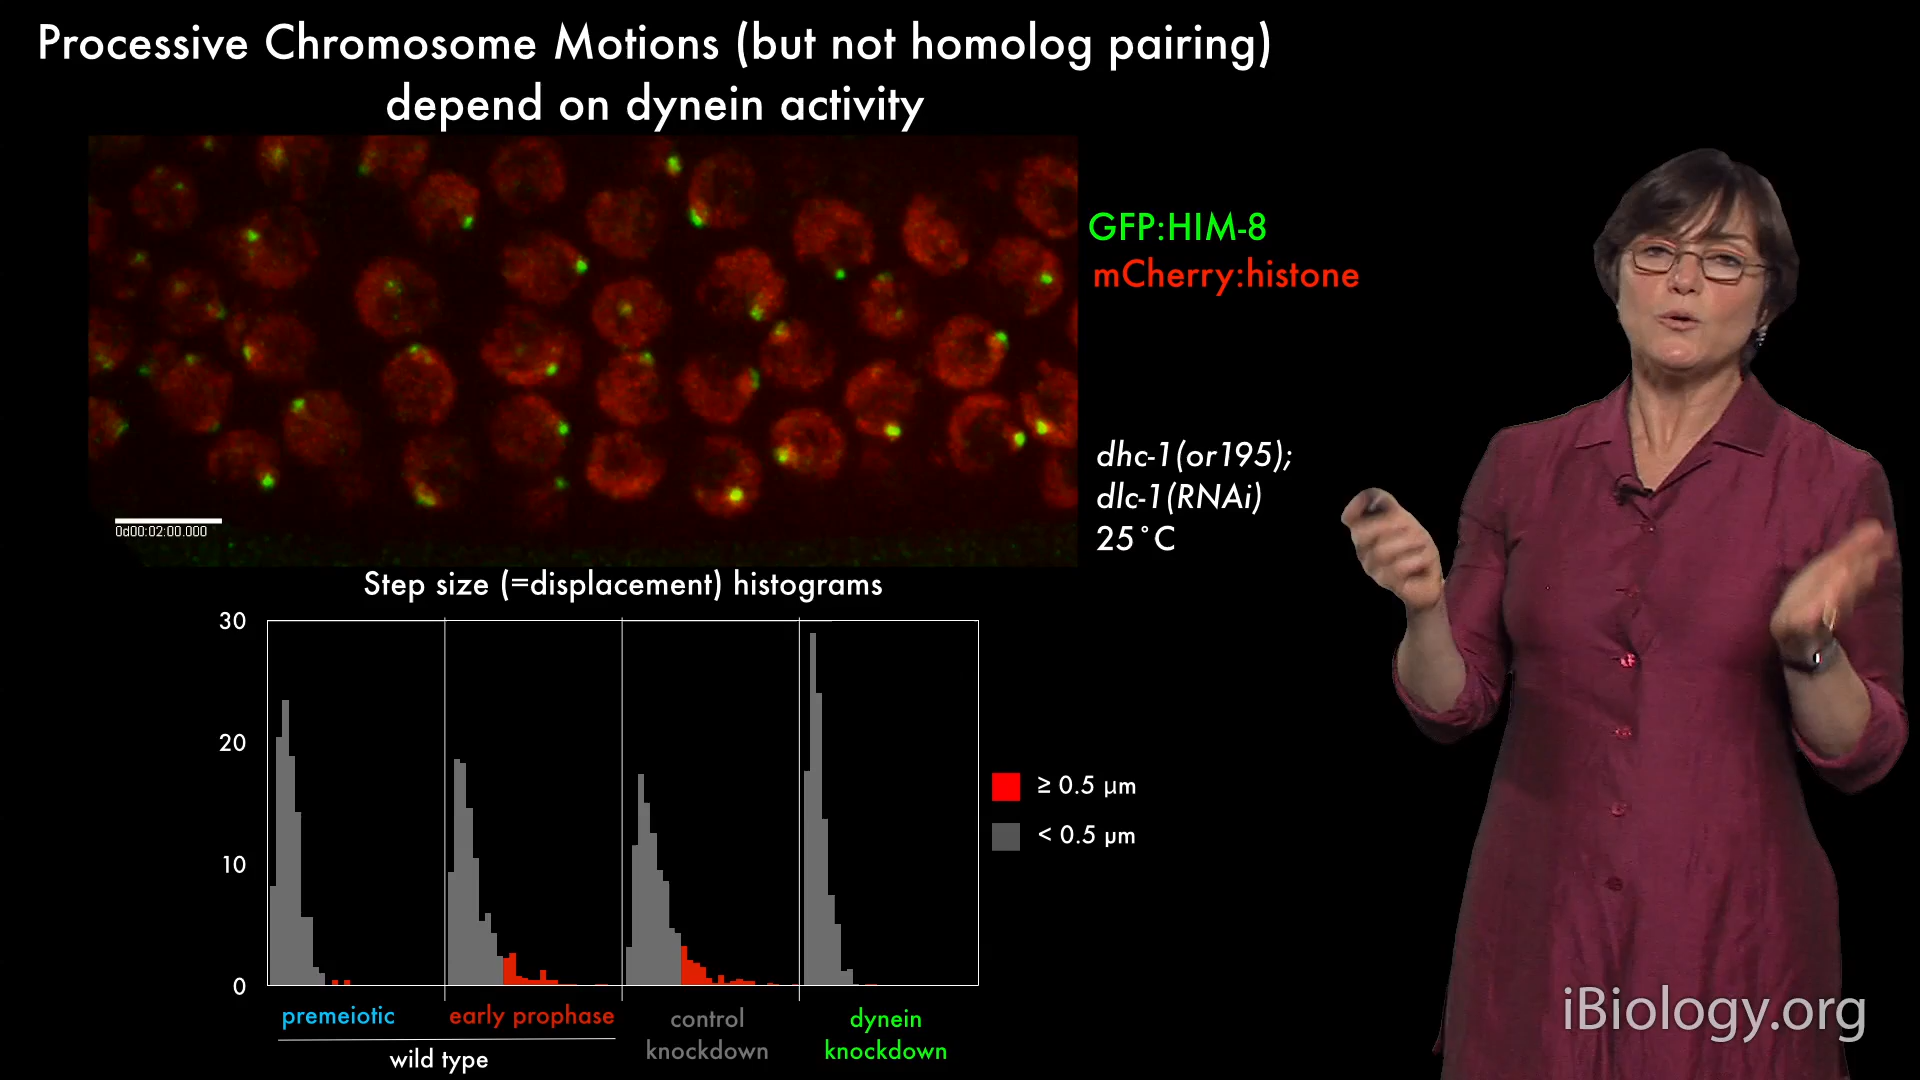 Processive Chromosome Motions (but not homolog pairing)
depend on dynein activity
GFP:HIM-8
mCherry:histone
dhc-1(or195);
dlc-1(RNAi)
25°C
0d00:02:00.000
Step size (=displacement) histograms
30
20
10
0
≥ 0.5 μm
< 0.5 μm
premeiotic
early prophase
wild type
control
knockdown
dynein
knockdown
iBiology.org